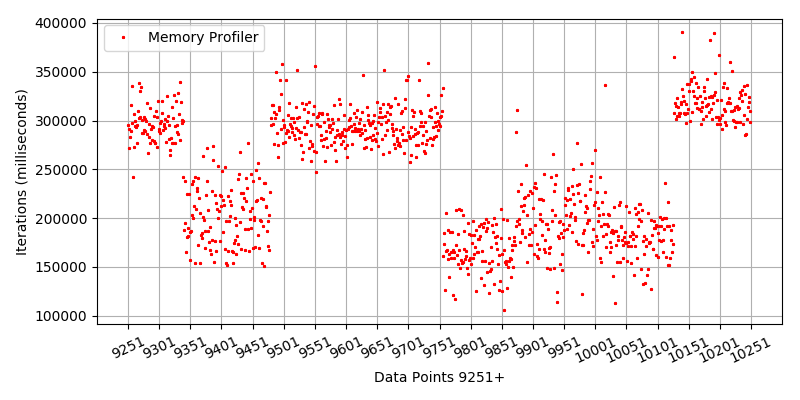 400000
350000
300000
250000
200000
150000
100000
Iterations (milliseconds)
Memory Profiler
9251 9301 9351 9401 9451 9501 9551 9601 9651 9701 9751 9801 9851 9901 9951 10001 10051 10101 10151 10201 10251
Data Points 9251+